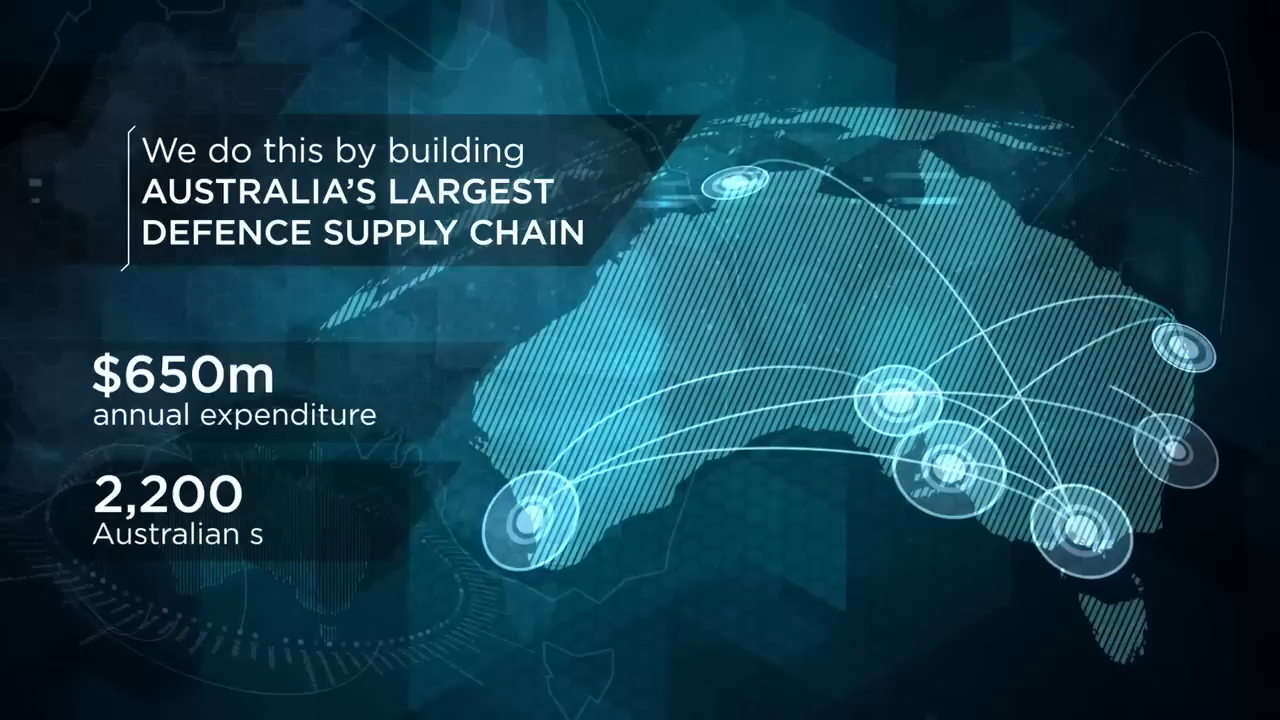 We do this by building
AUSTRALIA’S LARGEST
DEFENCE SUPPLY CHAIN
$650m
annual expenditure
2,200
Australian s